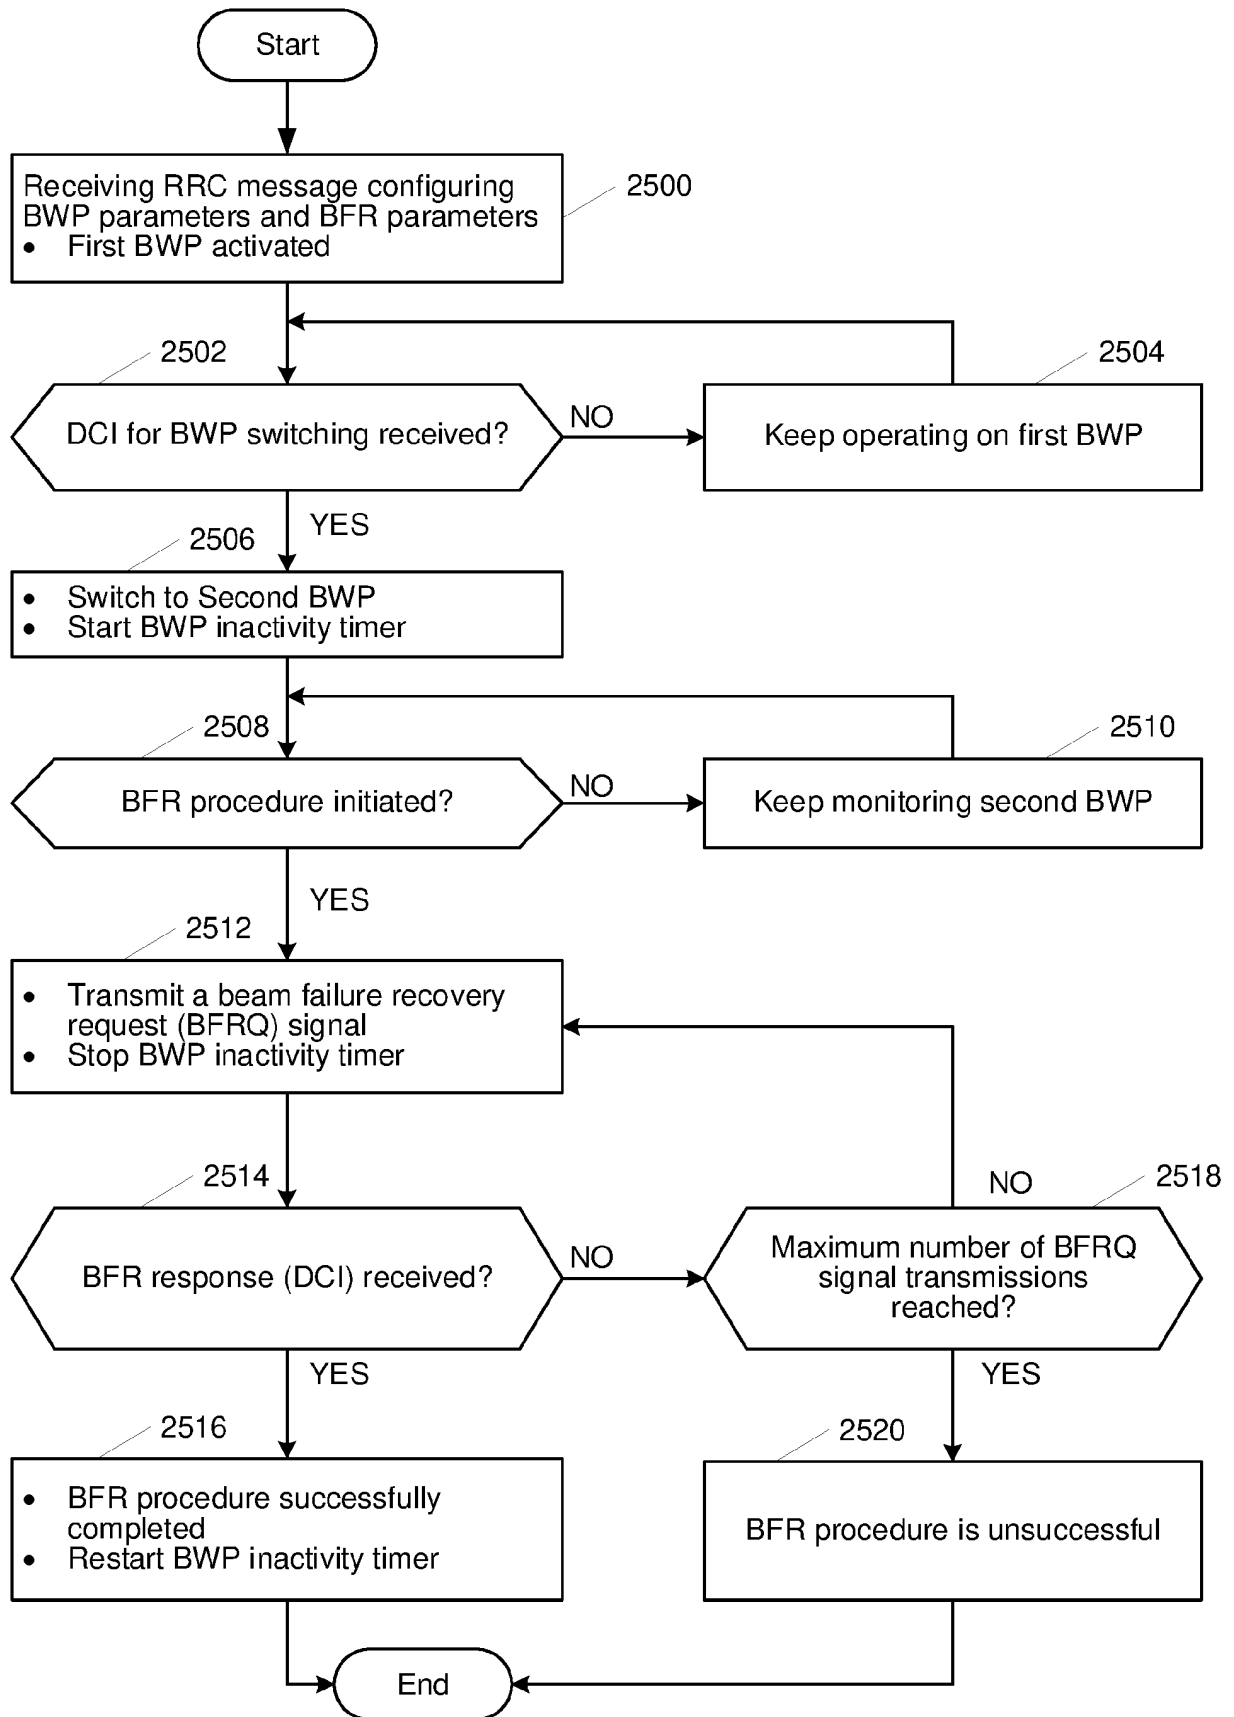 Start
Receiving RRC message configuring
BWP parameters and BFR parameters
• First BWP activated
2500
2502
DCI for BWP switching received?
NO
2504
Keep operating on first BWP
YES
2506
• Switch to Second BWP
• Start BWP inactivity timer
2508
BFR procedure initiated?
NO
2510
Keep monitoring second BWP
YES
2512
• Transmit a beam failure recovery
request (BFRQ) signal
• Stop BWP inactivity timer
2514
BFR response (DCI) received?
NO
NO
2518
Maximum number of BFRQ
signal transmissions
reached?
YES
YES
2516
• BFR procedure successfully
completed
• Restart BWP inactivity timer
2520
BFR procedure is unsuccessful
End